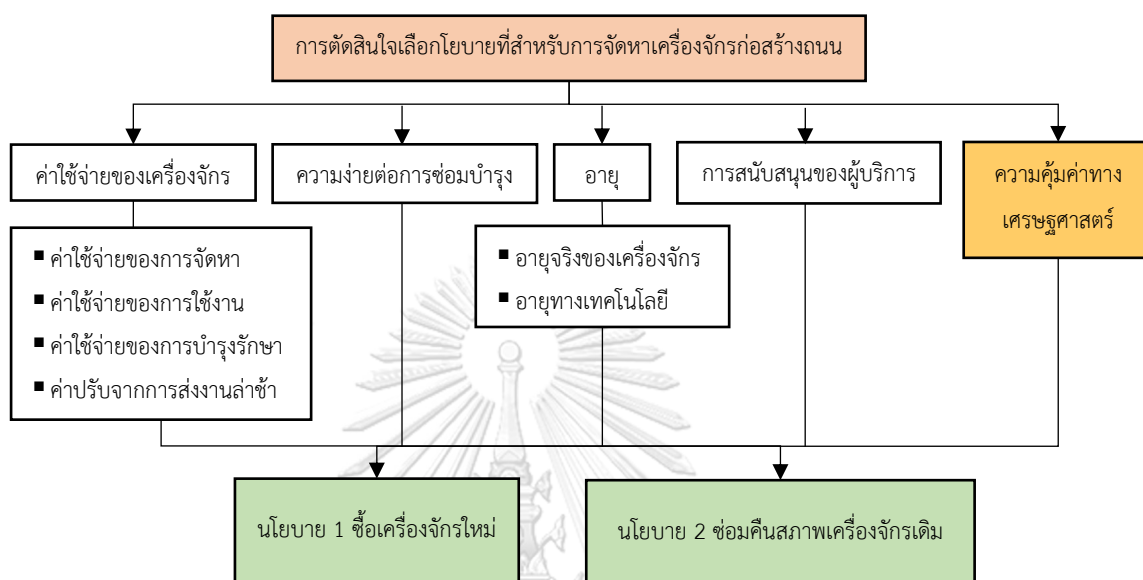 การตัดสินใจเลือกโยบายที่สำหรับการจัดหาเครื่องจักรก่อสร้างถนน
ค่าใช้จ่ายของเครื่องจักร
ความง่ายต่อการซ่อมบำรุง
อายุ
การสนับสนุนของผู้บริการ
ความคุ้มค่าทาง
เศรษฐศาสตร์
▪ ค่าใช้จ่ายของการจัดหา
▪ ค่าใช้จ่ายของการใช้งาน
▪ ค่าใช้จ่ายของการบำรุงรักษา
▪ ค่าปรับจากการส่งงานล่าช้า
▪ อายุจริงของเครื่องจักร
▪ อายุทางเทคโนโลยี
นโยบาย 1 ซื้อเครื่องจักรใหม่
นโยบาย 2 ซ่อมคืนสภาพเครื่องจักรเดิม